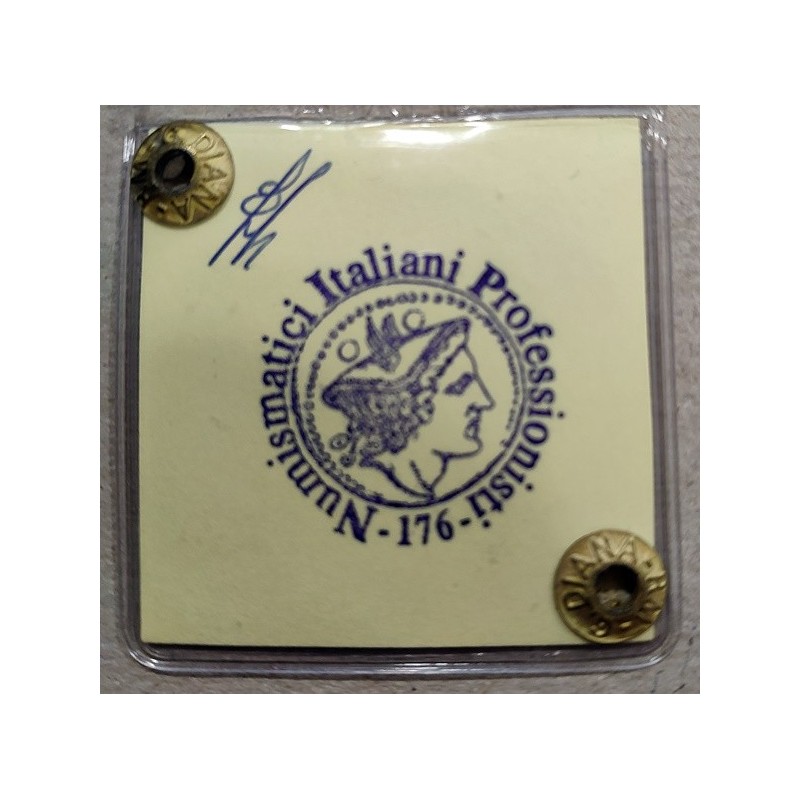 DIANA
Numismatici Italiani Professionisti
- 176 -
DIANA